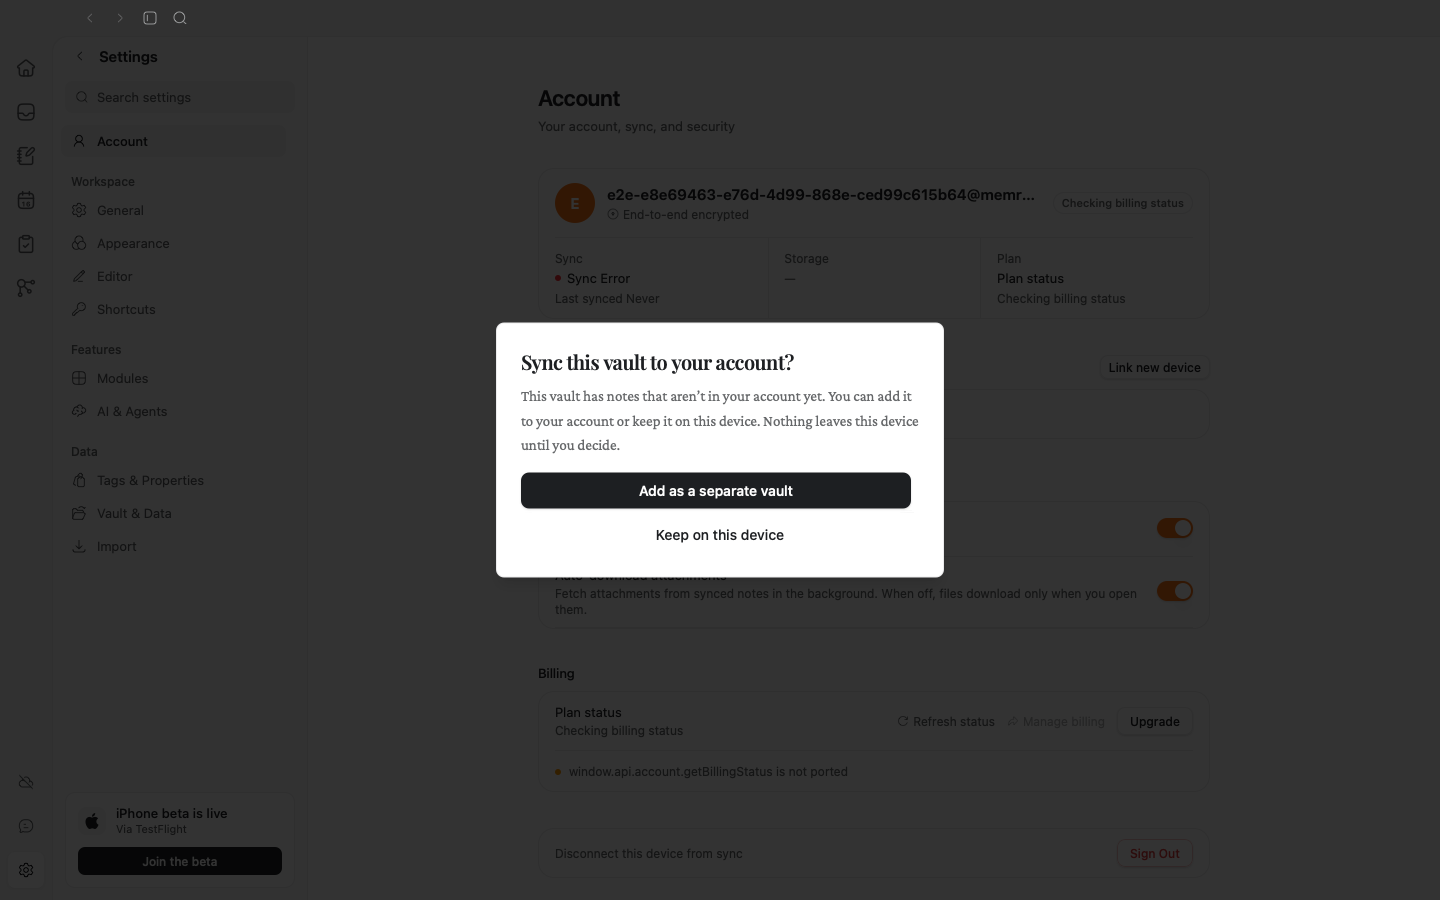 Settings
Search settings
Account
Workspace
General
Appearance
Editor
Shortcuts
Features
Modules
AI & Agents
Data
Tags & Properties
Vault & Data
Import
iPhone beta is live
Via TestFlight
Join the beta
Account
Your account, sync, and security
E
e2e-e8e69463-e76d-4d99-868e-ced99c615b64@memr...
Checking billing status
End-to-end encrypted
Sync
Storage
Plan
Sync Error
—
Plan status
Last synced Never
Checking billing status
Link new device
Sync this vault to your account?
This vault has notes that aren’t in your account yet. You can add it
to your account or keep it on this device. Nothing leaves this device
until you decide.
Add as a separate vault
Keep on this device
Fetch attachments from synced notes in the background. When off, files download only when you open
them.
Billing
Plan status
Checking billing status
Refresh status
Manage billing
Upgrade
window.api.account.getBillingStatus is not ported
Disconnect this device from sync
Sign Out